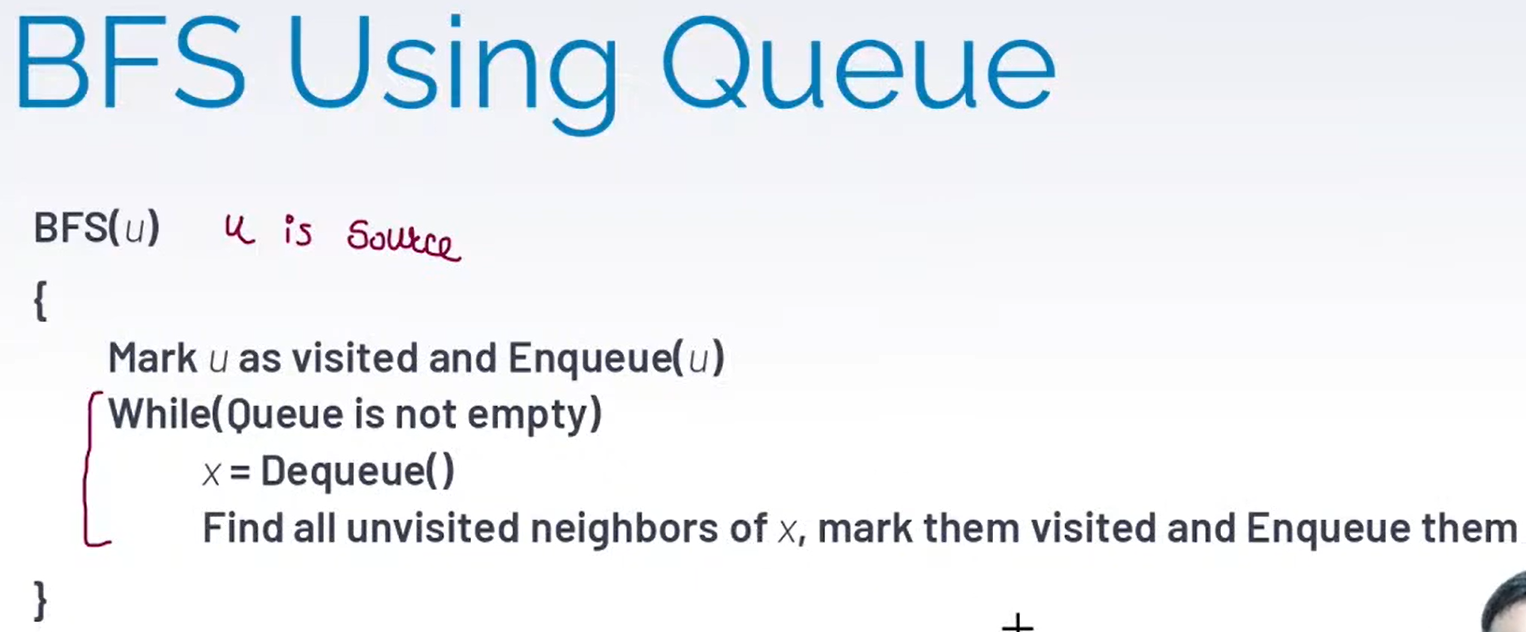 BFS Using Queue
BFS(u) u is Source
{
Mark u as visited and Enqueue(u)
While(Queue is not empty)
x = Dequeue()
Find all unvisited neighbors of x, mark them visited and Enqueue them
}